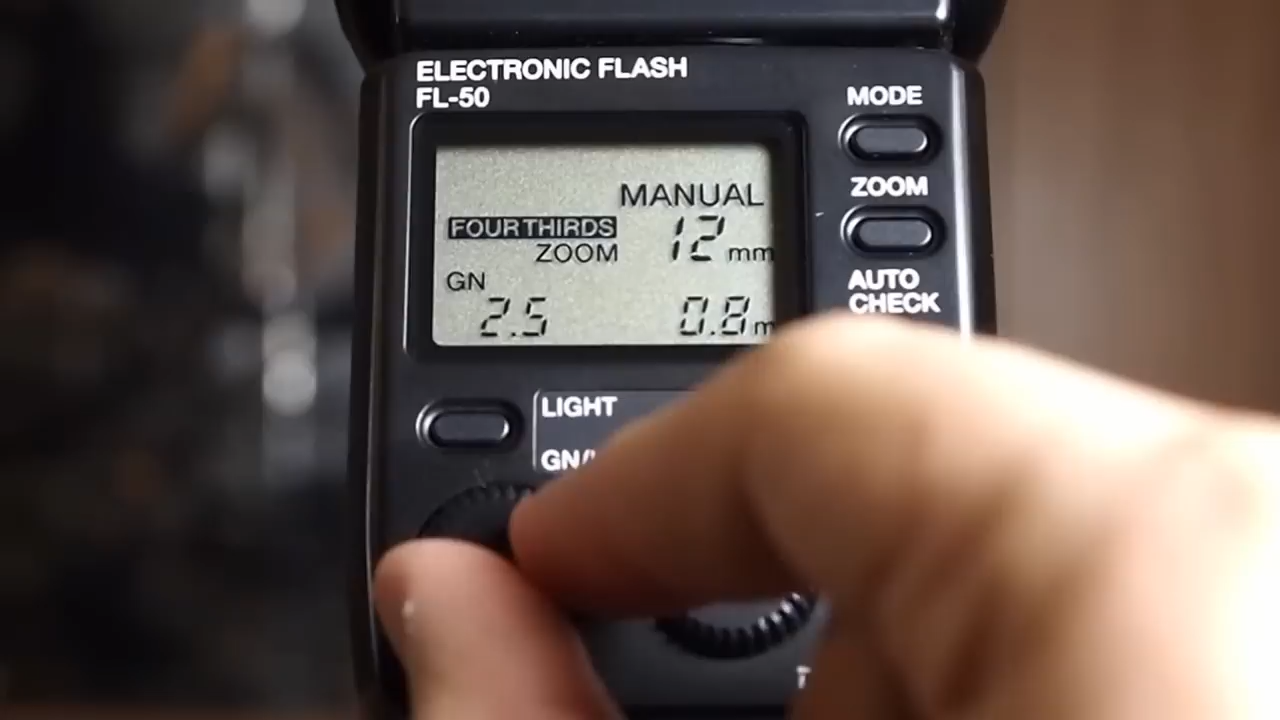 ELECTRONIC FLASH
FL-50
MODE
MANUAL
ZOOM
FOUR THIRDS
12 mm
ZOOM
GN
AUTO
CHECK
2.5 0.8 m
LIGHT